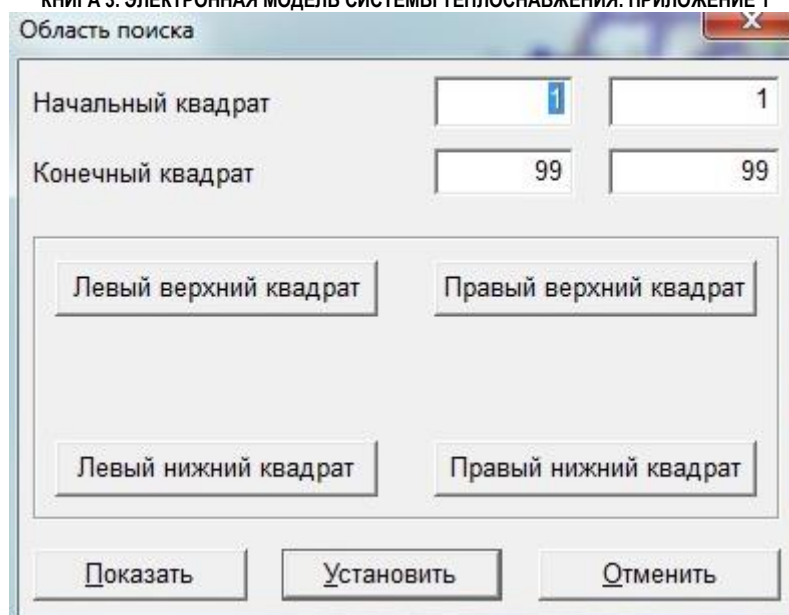 КНИГА 3. ЭЛЕКТРОННАЯ МОДЕЛЬ СИСТЕМЫ ТЕПЛОСНАБЖЕНИЯ. ПРИЛОЖЕНИЕ 1
Область поиска
Начальный квадрат 1 1
Конечный квадрат 99 99
Левый верхний квадрат Правый верхний квадрат
Левый нижний квадрат Правый нижний квадрат
Показать Установить Отменить